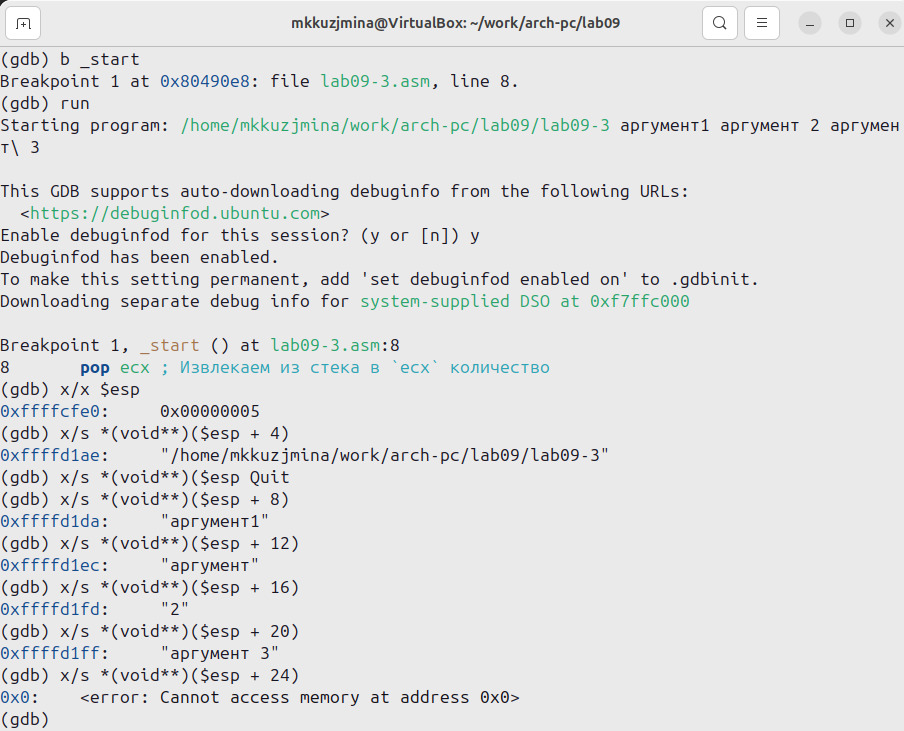 mkkuzjmina@VirtualBox: ~/work/arch-pc/lab09
(gdb) b _start
Breakpoint 1 at 0x80490e8: file lab09-3.asm, line 8.
(gdb) run
Starting program: /home/mkkuzjmina/work/arch-pc/lab09/lab09-3 аргумент1 аргумент 2 аргумен
т\ 3
This GDB supports auto-downloading debuginfo from the following URLs:
<https://debuginfod.ubuntu.com>
Enable debuginfod for this session? (y or [n]) y
Debuginfod has been enabled.
To make this setting permanent, add 'set debuginfod enabled on' to .gdbinit.
Downloading separate debug info for system-supplied DSO at 0xf7ffc000
Breakpoint 1, _start () at lab09-3.asm:8
8       pop ecx ; Извлекаем из стека в `ecx` количество
(gdb) x/x $esp
0xffffcfe0:     0x00000005
(gdb) x/s *(void**)($esp + 4)
0xffffd1ae:     "/home/mkkuzjmina/work/arch-pc/lab09/lab09-3"
(gdb) x/s *(void**)($esp Quit
(gdb) x/s *(void**)($esp + 8)
0xffffd1da:     "аргумент1"
(gdb) x/s *(void**)($esp + 12)
0xffffd1ec:     "аргумент"
(gdb) x/s *(void**)($esp + 16)
0xffffd1fd:     "2"
(gdb) x/s *(void**)($esp + 20)
0xffffd1ff:     "аргумент 3"
(gdb) x/s *(void**)($esp + 24)
0x0:    <error: Cannot access memory at address 0x0>
(gdb)